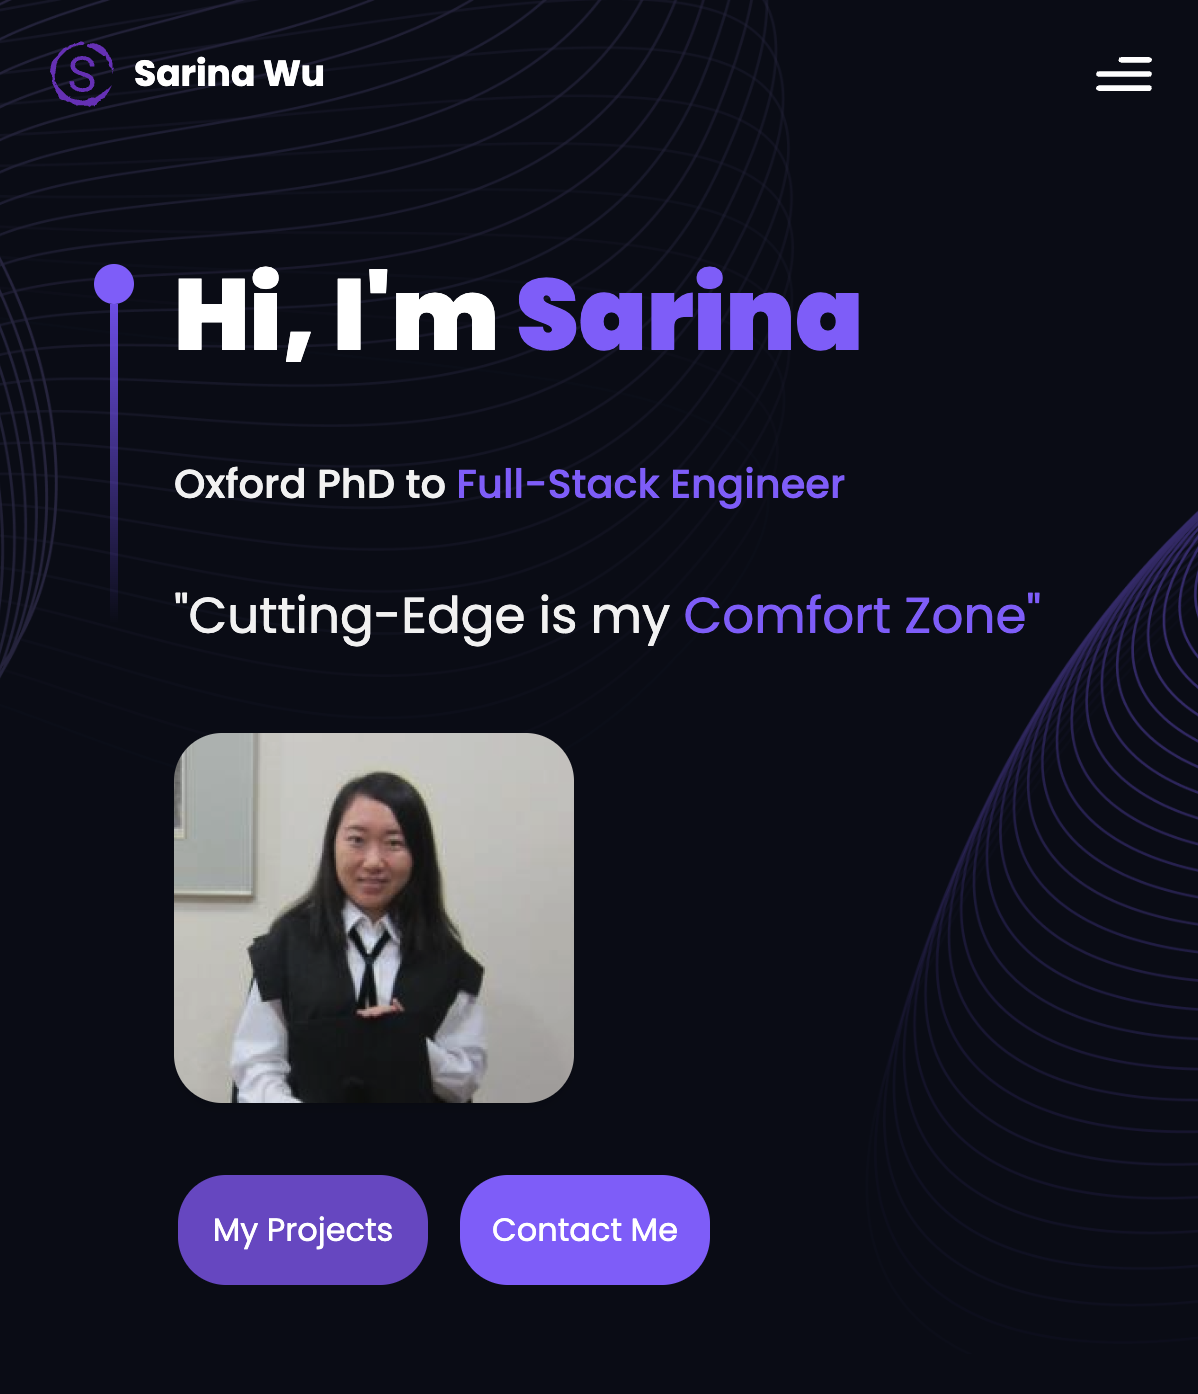 S
Sarina Wu
Hi, I'm Sarina
Oxford PhD to Full-Stack Engineer
"Cutting-Edge is my Comfort Zone"
My Projects
Contact Me